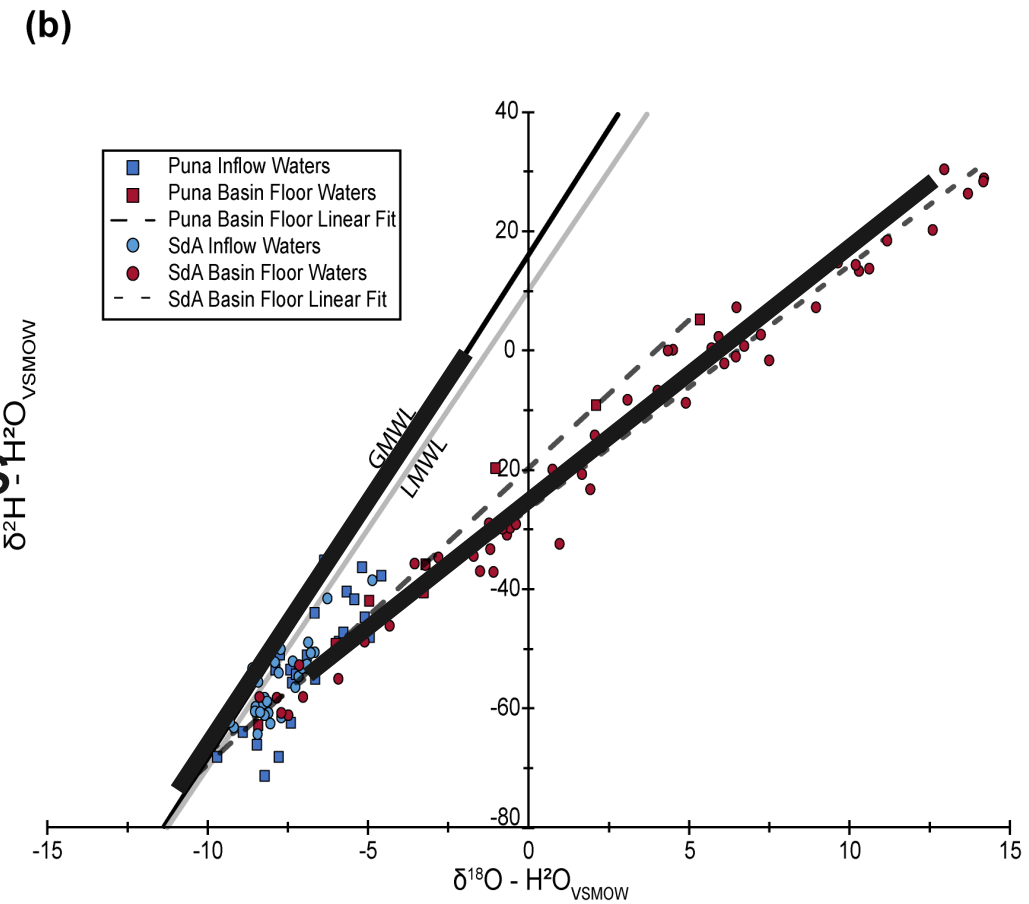 (b)
40
20
0
-20
-40
-60
-80
Puna Inflow Waters
Puna Basin Floor Waters
Puna Basin Floor Linear Fit
SdA Inflow Waters
SdA Basin Floor Waters
SdA Basin Floor Linear Fit
GMWL
LMWL
δ²H - H²O VSMOW
-15 -10 -5 0 5 10 15
δ¹⁸O - H²O VSMOW